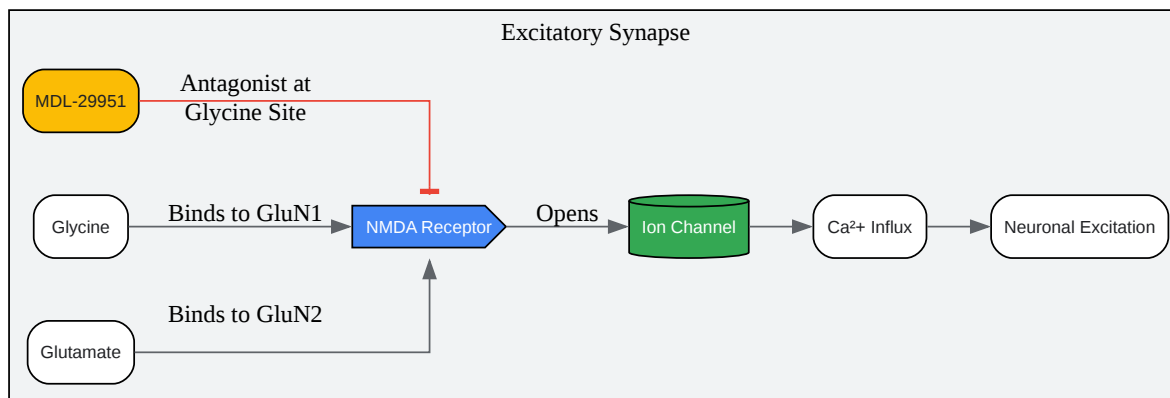 Excitatory Synapse
MDL-29951
Antagonist at
Glycine Site
Glycine
Binds to GluN1
NMDA Receptor
Opens
Ion Channel
Ca²+ Influx
Neuronal Excitation
Binds to GluN2
Glutamate